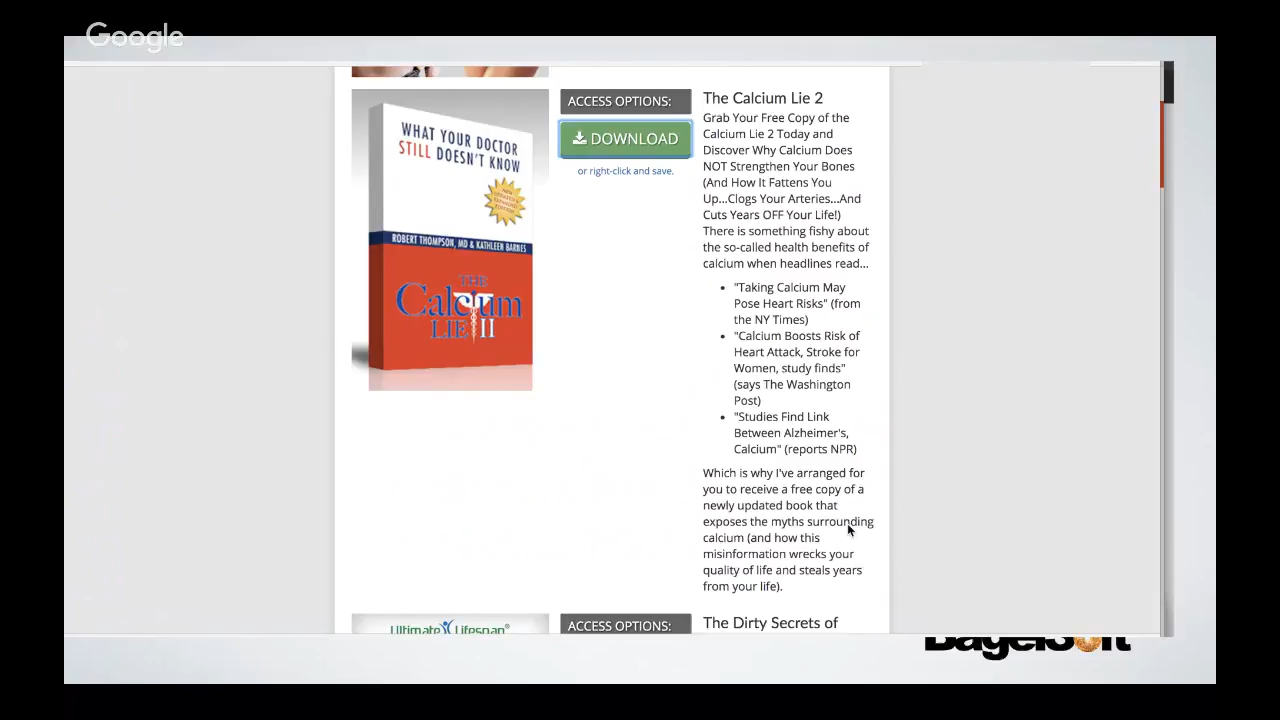 Google
ACCESS OPTIONS:
DOWNLOAD
or right-click and save.
WHAT YOUR DOCTOR
STILL DOESN'T KNOW
NEW
UPDATED
EXPANDED
EDITION
ROBERT THOMPSON, MD & KATHLEEN BARNES
THE
Calcium
LIE II
The Calcium Lie 2
Grab Your Free Copy of the
Calcium Lie 2 Today and
Discover Why Calcium Does
NOT Strengthen Your Bones
(And How It Fattens You
Up...Clogs Your Arteries...And
Cuts Years OFF Your Life!)
There is something fishy about
the so-called health benefits of
calcium when headlines read...
• "Taking Calcium May
Pose Heart Risks" (from
the NY Times)
• "Calcium Boosts Risk of
Heart Attack, Stroke for
Women, study finds"
(says The Washington
Post)
• "Studies Find Link
Between Alzheimer's,
Calcium" (reports NPR)
Which is why I've arranged for
you to receive a free copy of a
newly updated book that
exposes the myths surrounding
calcium (and how this
misinformation wrecks your
quality of life and steals years
from your life).
Ultimate Lifespan®
ACCESS OPTIONS:
The Dirty Secrets of
BagelSoft